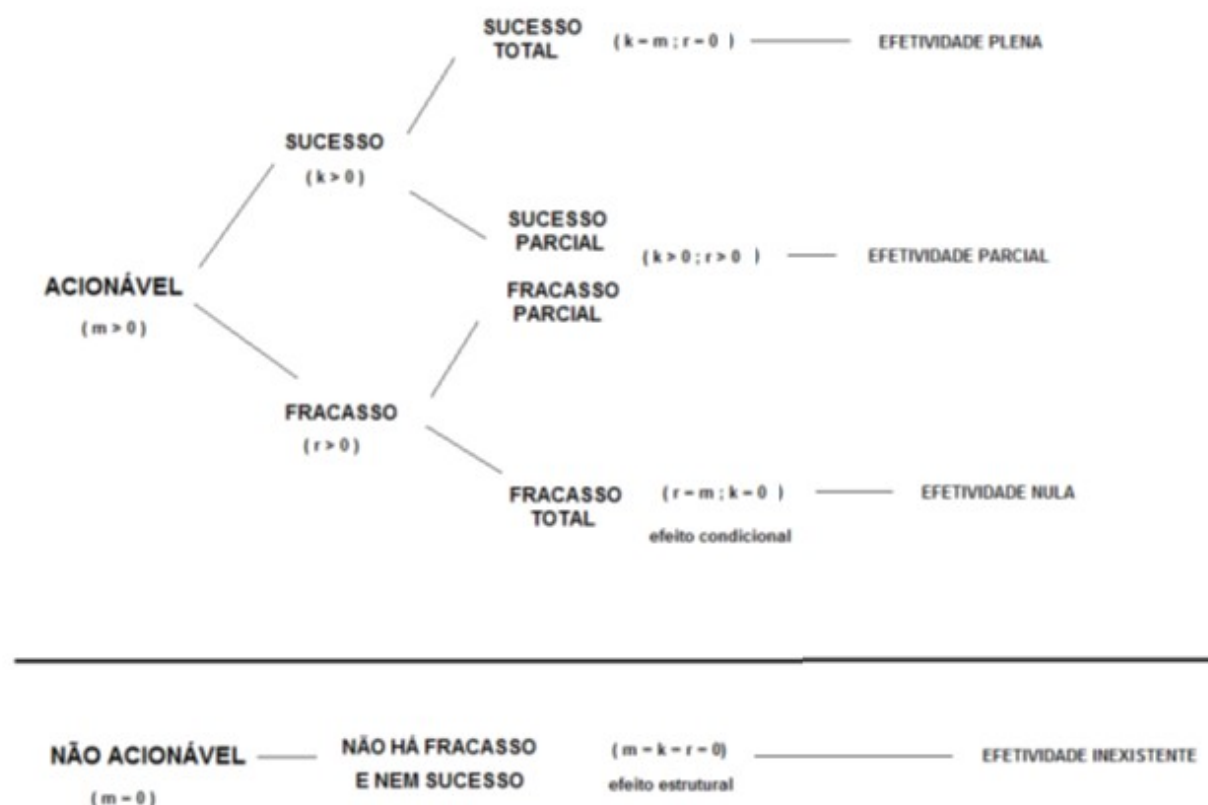 SUCESSO
TOTAL
( k – m ; r – 0 )
EFETIVIDADE PLENA
SUCESSO
( k > 0 )
SUCESSO
PARCIAL
( k > 0 ; r > 0 )
EFETIVIDADE PARCIAL
ACIONÁVEL
( m > 0 )
FRACASSO
PARCIAL
FRACASSO
( r > 0 )
FRACASSO
TOTAL
( r – m ; k – 0 )
efeito condicional
EFETIVIDADE NULA
NÃO ACIONÁVEL
( m – 0 )
NÃO HÁ FRACASSO
E NEM SUCESSO
( m – k – r – 0)
efeito estrutural
EFETIVIDADE INEXISTENTE